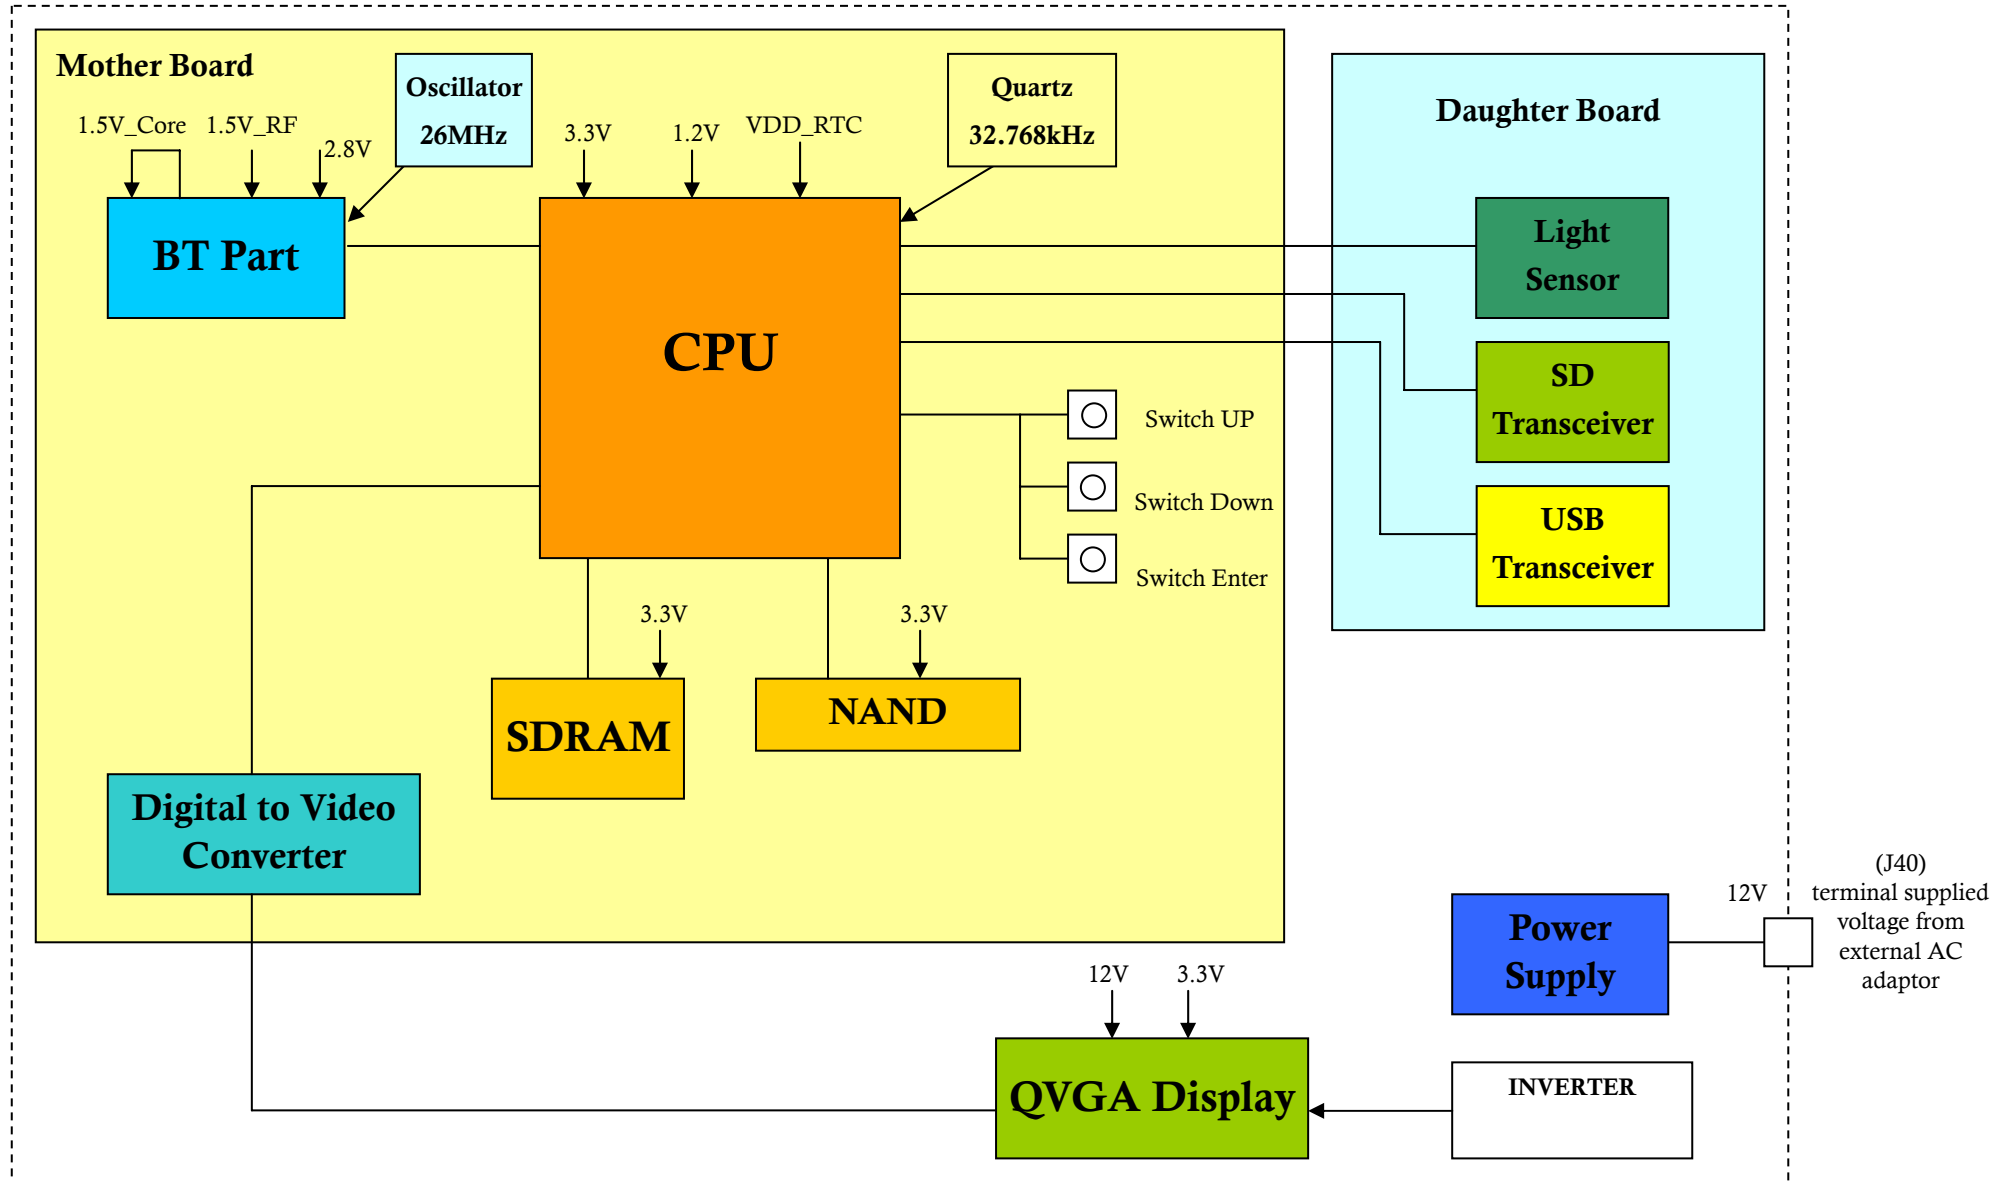 Mother Board
Oscillator
26MHz
Quartz
32.768kHz
Daughter Board
1.5V_Core
1.5V_RF
2.8V
3.3V
1.2V
VDD_RTC
BT Part
CPU
Light
Sensor
SD
Transceiver
USB
Transceiver
Switch UP
Switch Down
Switch Enter
3.3V
3.3V
SDRAM
NAND
Digital to Video
Converter
Power
Supply
12V
(J40)
terminal supplied
voltage from
external AC
adaptor
12V
3.3V
QVGA Display
INVERTER